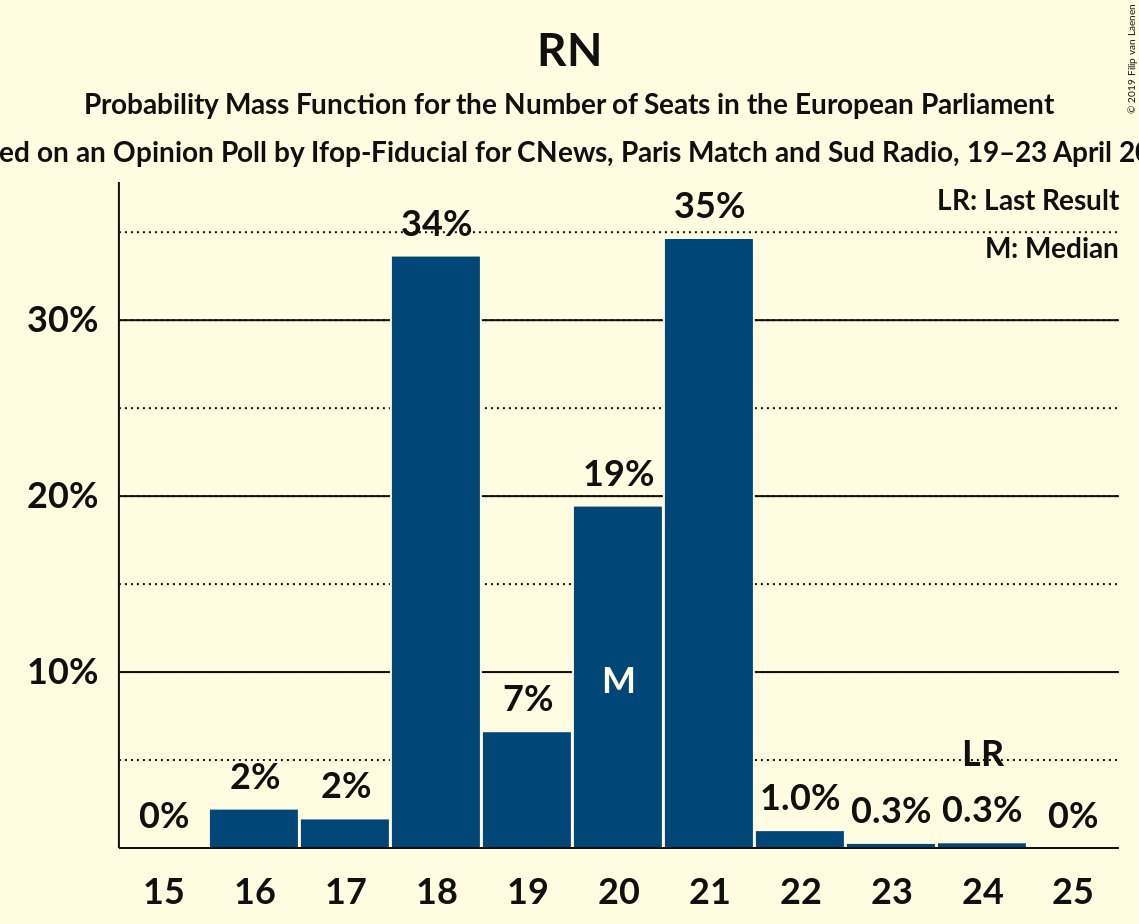 RN
Probability Mass Function for the Number of Seats in the European Parliament
ed on an Opinion Poll by Ifop-Fiducial for CNews, Paris Match and Sud Radio, 19–23 April 20
© 2019 Filip van Laenen
LR: Last Result
M: Median
34%
35%
30%
20%
19%
10%
M
7%
LR
0%
2%
2%
1.0%
0.3%
0.3%
0%
15 16 17 18 19 20 21 22 23 24 25